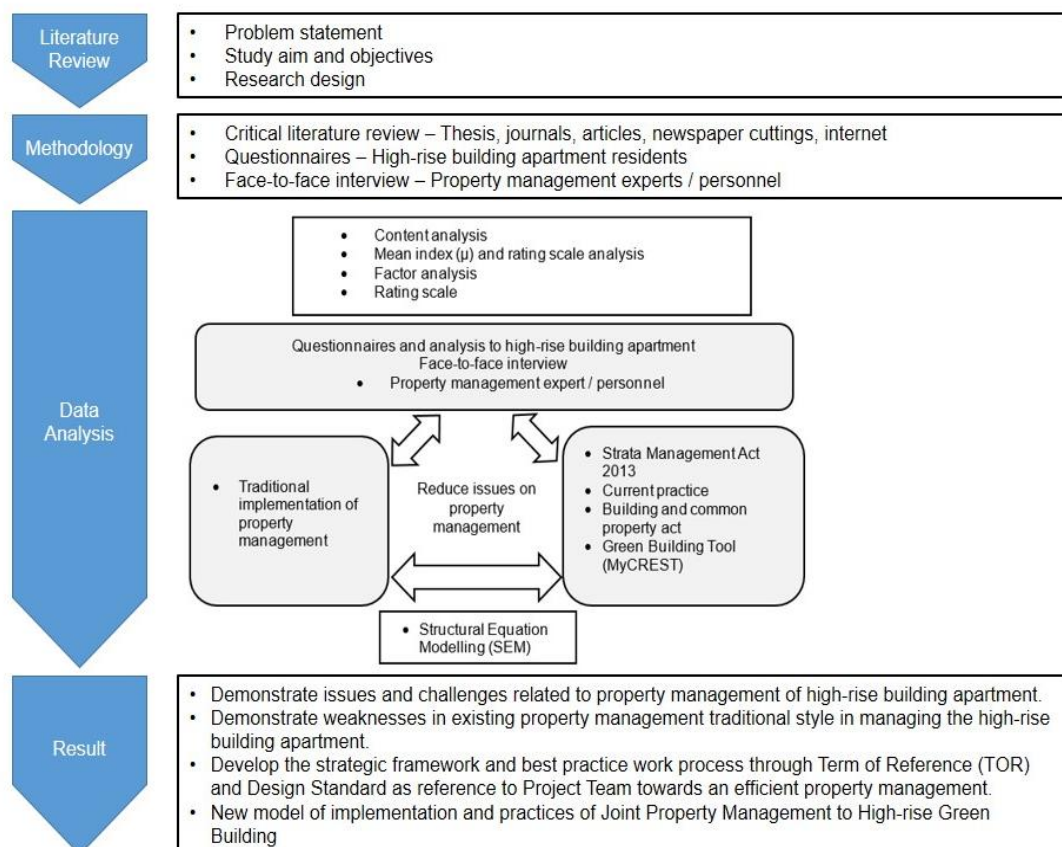 Literature
Review
• Problem statement
• Study aim and objectives
• Research design
Methodology
• Critical literature review – Thesis, journals, articles, newspaper cuttings, internet
• Questionnaires – High-rise building apartment residents
• Face-to-face interview – Property management experts / personnel
Data
Analysis
• Content analysis
• Mean index (µ) and rating scale analysis
• Factor analysis
• Rating scale
Questionnaires and analysis to high-rise building apartment
Face-to-face interview
• Property management expert / personnel
• Traditional
implementation of
property
management
Reduce issues on
property
management
• Strata Management Act
2013
• Current practice
• Building and common
property act
• Green Building Tool
(MyCREST)
• Structural Equation
Modelling (SEM)
Result
• Demonstrate issues and challenges related to property management of high-rise building apartment.
• Demonstrate weaknesses in existing property management traditional style in managing the high-rise
building apartment.
• Develop the strategic framework and best practice work process through Term of Reference (TOR)
and Design Standard as reference to Project Team towards an efficient property management.
• New model of implementation and practices of Joint Property Management to High-rise Green
Building